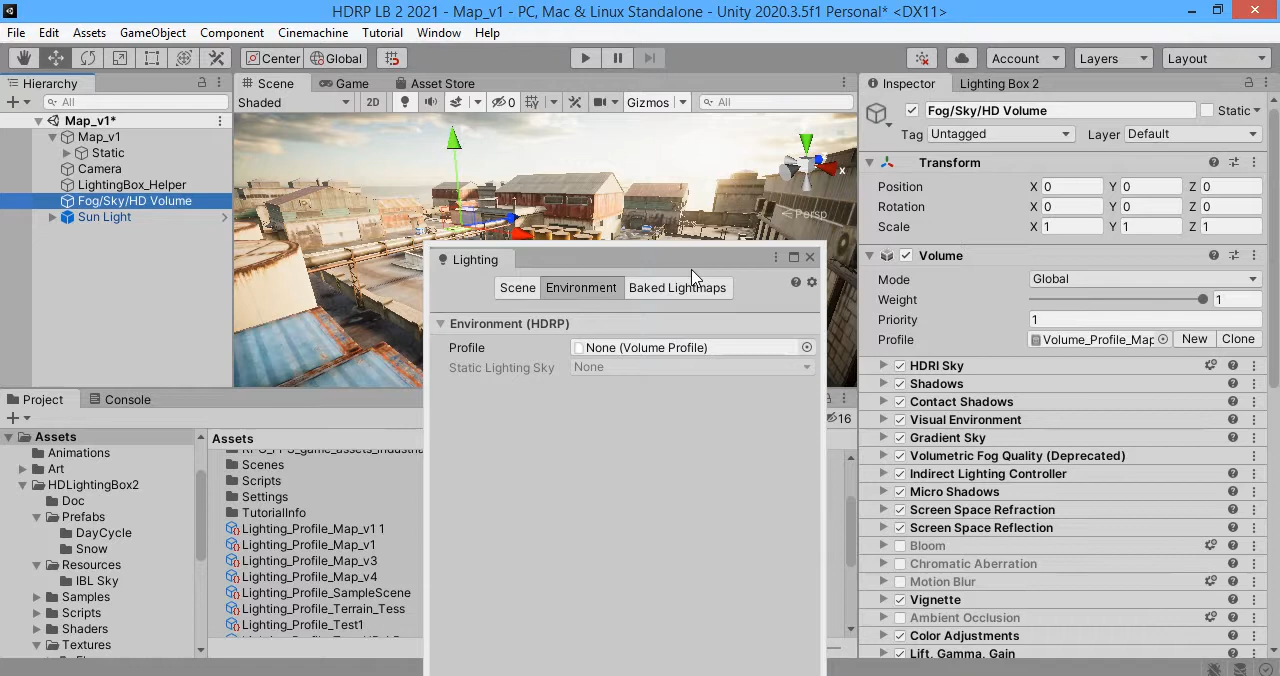 HDRP LB 2 2021 - Map_v1 - PC, Mac & Linux Standalone - Unity 2020.3.5f1 Personal* <DX11>
File Edit Assets GameObject Component Cinemachine Tutorial Window Help
Center Global Account Layers Layout
Hierarchy
All
Map_v1*
Map_v1
Static
Camera
LightingBox_Helper
Fog/Sky/HD Volume
Sun Light
Scene Game Asset Store
Shaded 2D 0 Gizmos All
x
Persp
Lighting
Scene Environment Baked Lightmaps
Environment (HDRP)
Profile None (Volume Profile)
Static Lighting Sky None
Project Console
16
Assets
Animations
Art
HDLightingBox2
Doc
Prefabs
DayCycle
Snow
Resources
IBL Sky
Samples
Scripts
Shaders
Textures
Assets
Scenes
Scripts
Settings
TutorialInfo
Lighting_Profile_Map_v1 1
Lighting_Profile_Map_v1
Lighting_Profile_Map_v3
Lighting_Profile_Map_v4
Lighting_Profile_SampleScene
Lighting_Profile_Terrain_Tess
Lighting_Profile_Test1
Inspector Lighting Box 2
Fog/Sky/HD Volume Static
Tag Untagged Layer Default
Transform
Position X 0 Y 0 Z 0
Rotation X 0 Y 0 Z 0
Scale X 1 Y 1 Z 1
Volume
Mode Global
Weight 1
Priority 1
Profile Volume_Profile_Map New Clone
HDRI Sky
Shadows
Contact Shadows
Visual Environment
Gradient Sky
Volumetric Fog Quality (Deprecated)
Indirect Lighting Controller
Micro Shadows
Screen Space Refraction
Screen Space Reflection
Bloom
Chromatic Aberration
Motion Blur
Vignette
Ambient Occlusion
Color Adjustments
Lift, Gamma, Gain